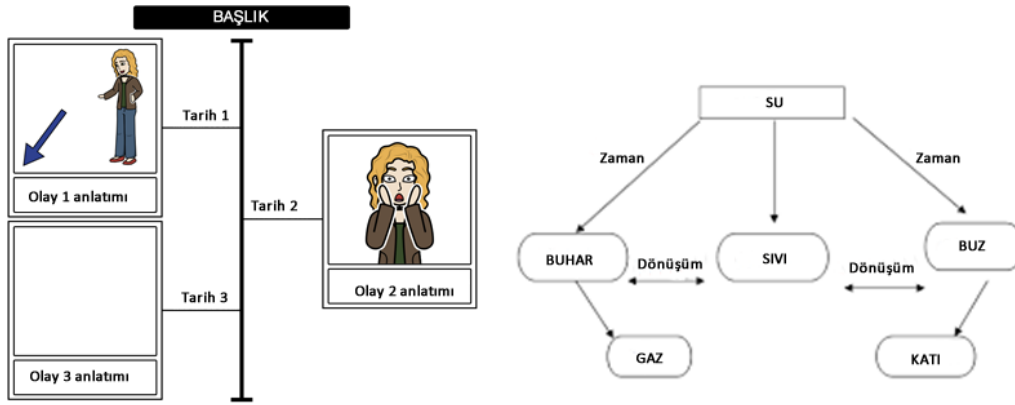 BAŞLIK
Tarih 1
Olay 1 anlatımı
Tarih 2
Olay 2 anlatımı
Tarih 3
Olay 3 anlatımı
SU
Zaman
Zaman
BUHAR
Dönüşüm
SIVI
Dönüşüm
BUZ
GAZ
KATI